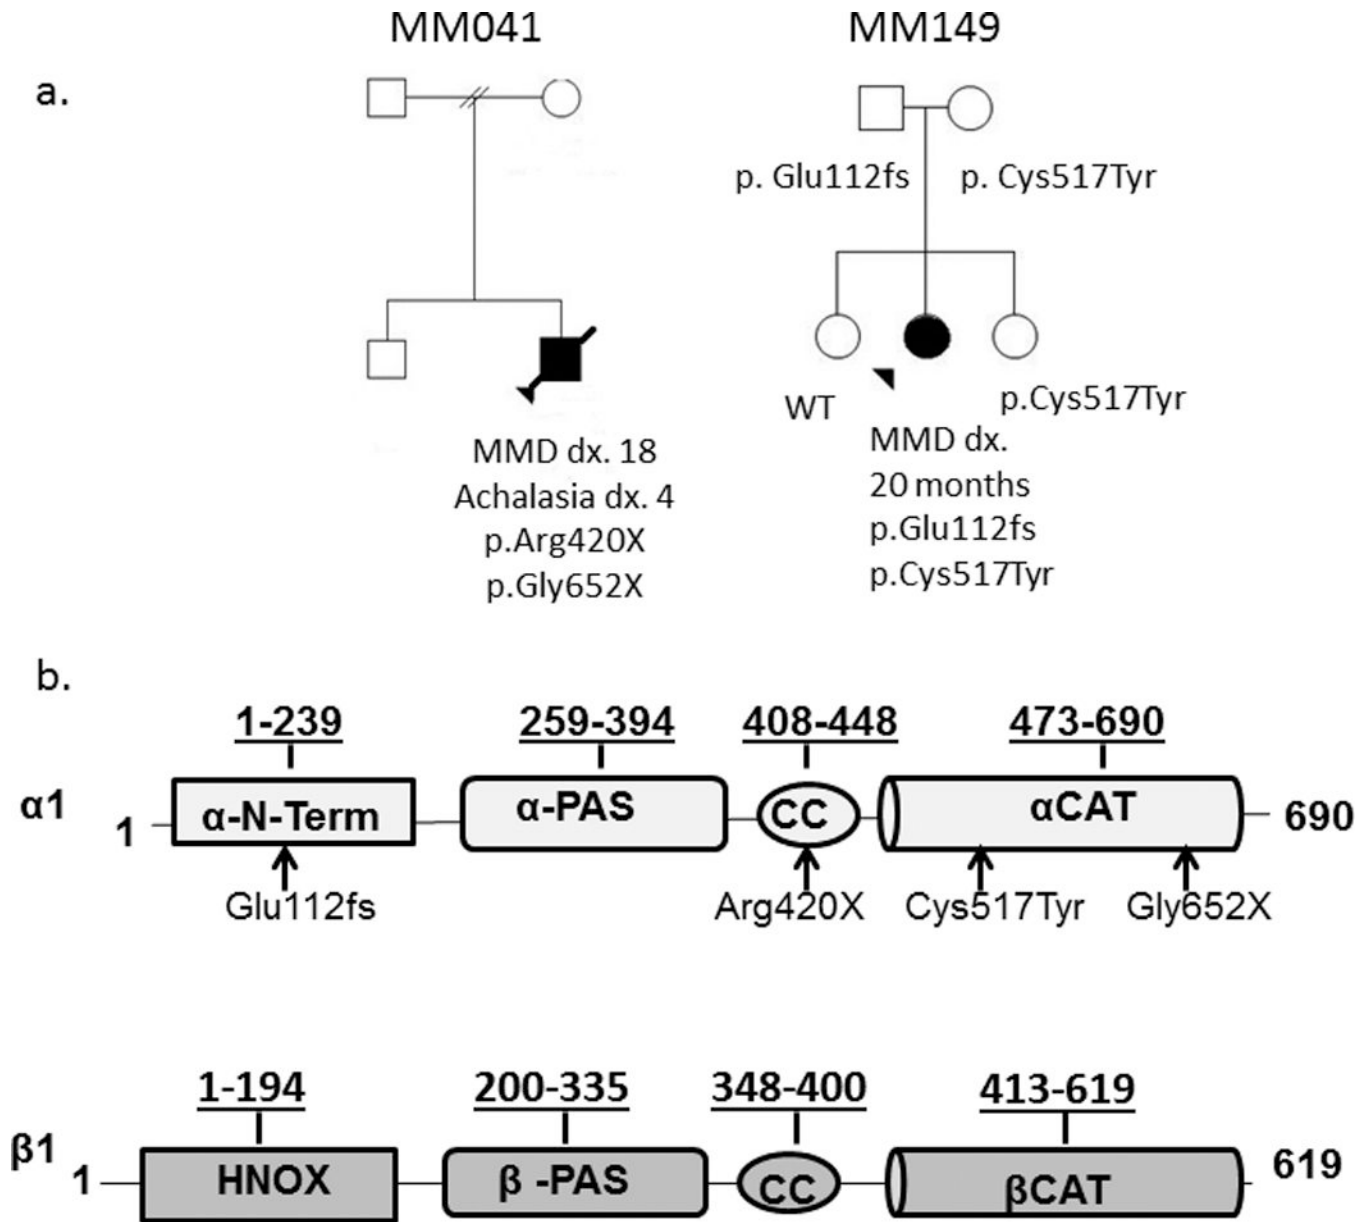 MM041 MM149
a.
p. Glu112fs p. Cys517Tyr
WT
p.Cys517Tyr
MMD dx. 18
Achalasia dx. 4
p.Arg420X
p.Gly652X
MMD dx.
20 months
p.Glu112fs
p.Cys517Tyr
b.
1-239 259-394 408-448 473-690
α1 1 α-N-Term α-PAS CC αCAT 690
Glu112fs Arg420X Cys517Tyr Gly652X
1-194 200-335 348-400 413-619
β1 1 HNOX β -PAS CC βCAT 619